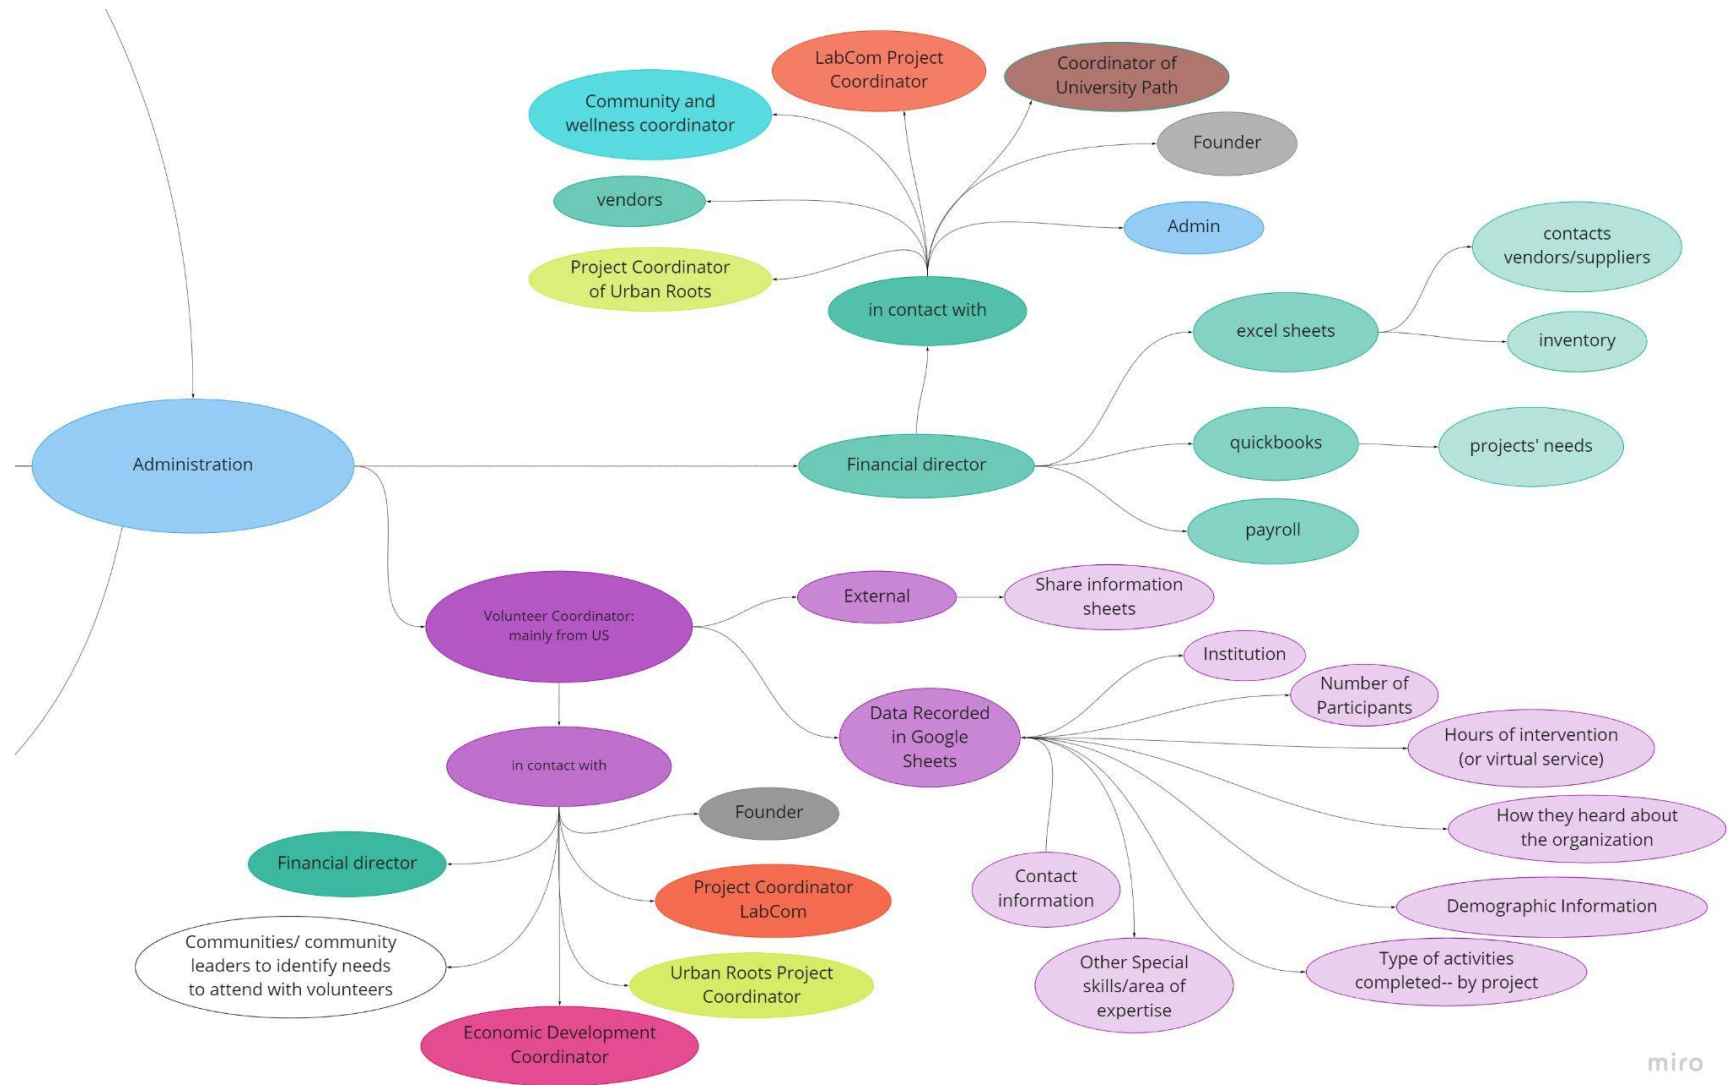 LabCom Project
Coordinator
Coordinator of
University Path
Community and
wellness coordinator
Founder
vendors
Admin
contacts
vendors/suppliers
Project Coordinator
of Urban Roots
in contact with
excel sheets
inventory
Administration
Financial director
quickbooks
projects' needs
payroll
Volunteer Coordinator:
mainly from US
External
Share information
sheets
Institution
Number of
Participants
Data Recorded
in Google
Sheets
Hours of intervention
(or virtual service)
in contact with
Founder
How they heard about
the organization
Financial director
Project Coordinator
LabCom
Contact
information
Demographic Information
Communities/ community
leaders to identify needs
to attend with volunteers
Urban Roots Project
Coordinator
Other Special
skills/area of
expertise
Type of activities
completed-- by project
Economic Development
Coordinator
miro